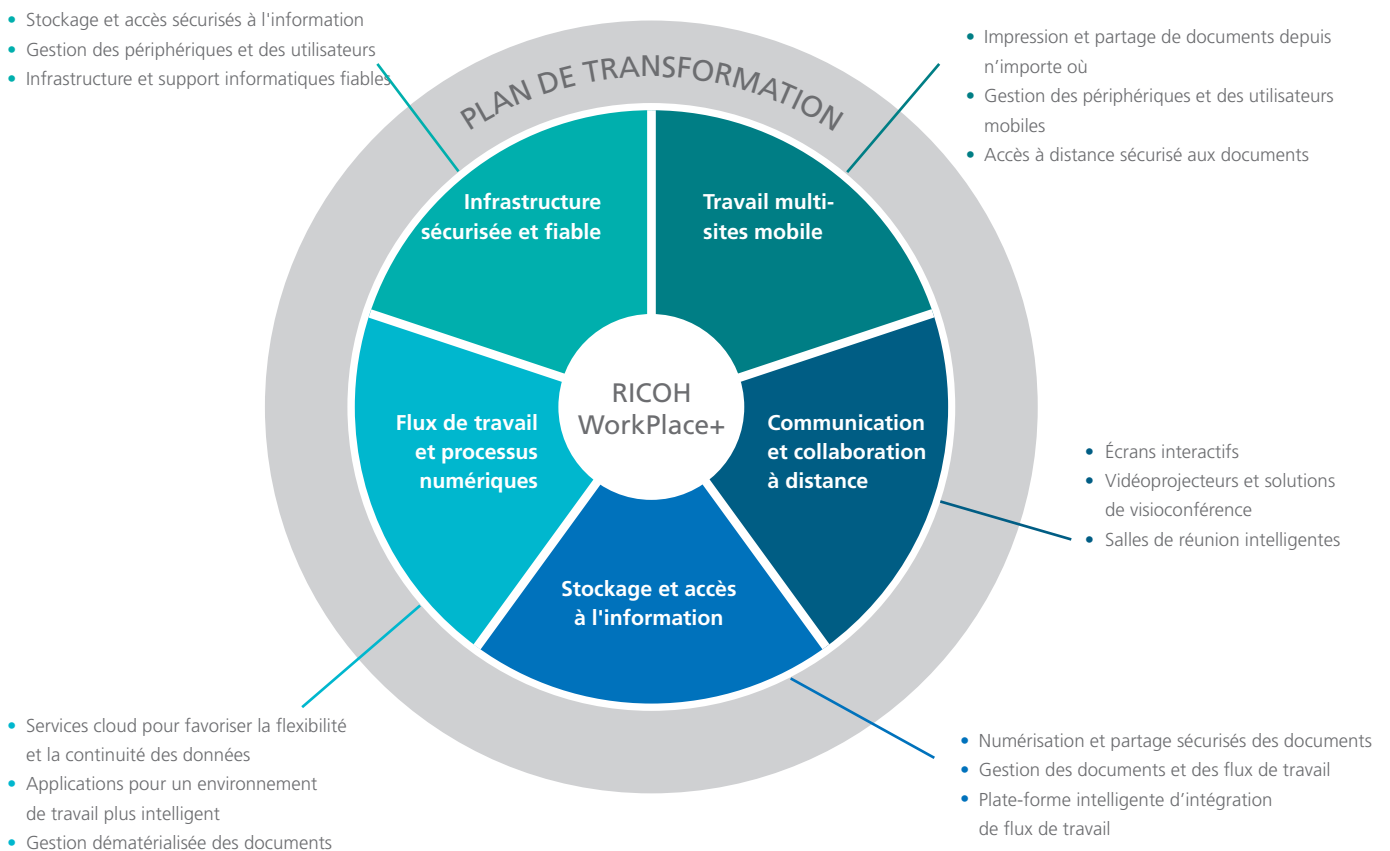 • Stockage et accès sécurisés à l'information
• Gestion des périphériques et des utilisateurs
• Infrastructure et support informatiques fiables
• Impression et partage de documents depuis
n’importe où
• Gestion des périphériques et des utilisateurs
mobiles
• Accès à distance sécurisé aux documents
PLAN DE TRANSFORMATION
Infrastructure
sécurisée et fiable
Travail multi-
sites mobile
RICOH
WorkPlace+
Flux de travail
et processus
numériques
Communication
et collaboration
à distance
• Écrans interactifs
• Vidéoprojecteurs et solutions
de visioconférence
• Salles de réunion intelligentes
Stockage et accès
à l'information
• Services cloud pour favoriser la flexibilité
et la continuité des données
• Applications pour un environnement
de travail plus intelligent
• Gestion dématérialisée des documents
• Numérisation et partage sécurisés des documents
• Gestion des documents et des flux de travail
• Plate-forme intelligente d’intégration
de flux de travail